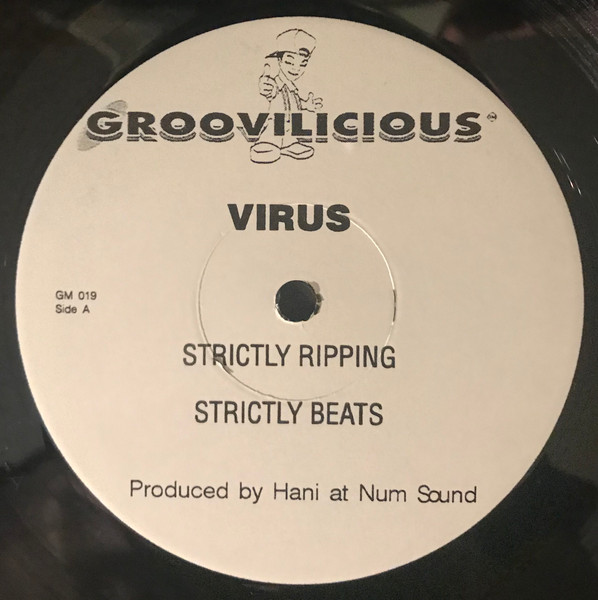 GROOVILICIOUS
VIRUS
GM 019
Side A
STRICTLY RIPPING
STRICTLY BEATS
Produced by Hani at Num Sound